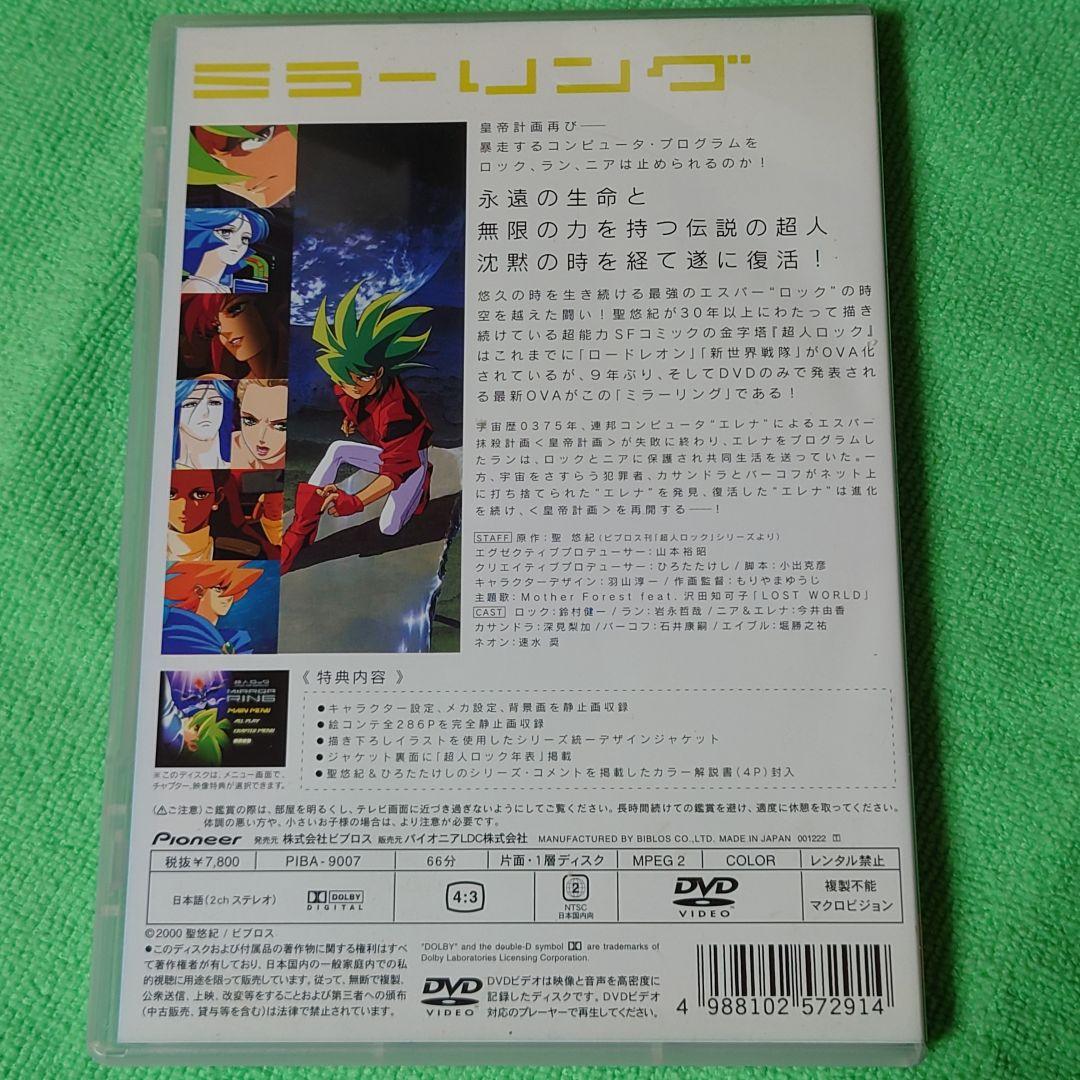 ミラーリング
皇帝計画再び――
暴走するコンピュータ・プログラムを
ロック、ラン、ニアは止められるのか！
永遠の生命と
無限の力を持つ伝説の超人
沈黙の時を経て遂に復活！
悠久の時を生き続ける最強のエスパー“ロック”の時
空を越えた闘い！聖悠紀が30年以上にわたって描き
続けている超能力SFコミックの金字塔『超人ロック』
はこれまでに「ロードレオン」「新世界戦隊」がOVA化
されているが、9年ぶり、そしてDVDのみで発表され
る最新OVAがこの「ミラーリング」である！
宇宙歴0375年、連邦コンピュータ“エレナ”によるエスパー
抹殺計画＜皇帝計画＞が失敗に終わり、エレナをプログラムし
たランは、ロックとニアに保護され共同生活を送っていた。一
方、宇宙をさすらう犯罪者、カサンドラとバーコフがネット上
に打ち捨てられた“エレナ”を発見、復活した“エレナ”は進化
を続け、＜皇帝計画＞を再開する――！
STAFF 原作：聖 悠紀（ビブロス刊「超人ロック」シリーズより）
エグゼクティブプロデューサー：山本裕昭
クリエイティブプロデューサー：ひろたたけし / 脚本：小出克彦
キャラクターデザイン：羽山淳一 / 作画監督：もりやまゆうじ
主題歌：Mother Forest feat. 沢田知可子「LOST WORLD」
CAST ロック：鈴村健一 / ラン：岩永哲哉 / ニア＆エレナ：今井由香
カサンドラ：深見梨加 / バーコフ：石井康嗣 / エイブル：堀勝之祐
ネオン：速水 奨
超人ロック
MIRROR
RING
MAIN MENU
ALL PLAY
CHAPTER MENU
※このディスクは、メニュー画面で、
チャプター、映像特典が選択できます。
《 特典内容 》
●キャラクター設定、メカ設定、背景画を静止画収録
●絵コンテ全286Pを完全静止画収録
●描き下ろしイラストを使用したシリーズ統一デザインジャケット
●ジャケット裏面に「超人ロック年表」掲載
●聖悠紀＆ひろたたけしのシリーズ・コメントを掲載したカラー解説書（4P）封入
（⚠ご注意）ご鑑賞の際は、部屋を明るくし、テレビ画面に近づき過ぎないようにしてご覧ください。長時間続けての鑑賞を避け、適度に休憩を取ってください。
体調の悪い方や、小さいお子様の場合は、より注意が必要です。
Pioneer 発売元 株式会社ビブロス 販売元 パイオニアLDC株式会社 MANUFACTURED BY BIBLOS CO.,LTD. MADE IN JAPAN 001222
税抜￥7,800 PIBA-9007 66分 片面・1層ディスク MPEG 2 COLOR レンタル禁止
日本語（2chステレオ） DOLBY DIGITAL 4:3 2 NTSC 日本国内向 DVD VIDEO 複製不能 マクロビジョン
©2000 聖悠紀 / ビブロス
●このディスクおよび付属品の著作物に関する権利はすべ
て著作権者が有しており、日本国内の一般家庭内での私
的視聴に用途を限って販売しています。従って、無断で複製、
公衆送信、上映、改変等をすることおよび第三者への頒布
（中古販売、貸与等を含む）は法律で禁止されています。
"DOLBY" and the double-D symbol are trademarks of
Dolby Laboratories Licensing Corporation.
DVD VIDEO
DVDビデオは映像と音声を高密度に
記録したディスクです。DVDビデオ
対応のプレーヤーで再生してください。
4 988102 572914